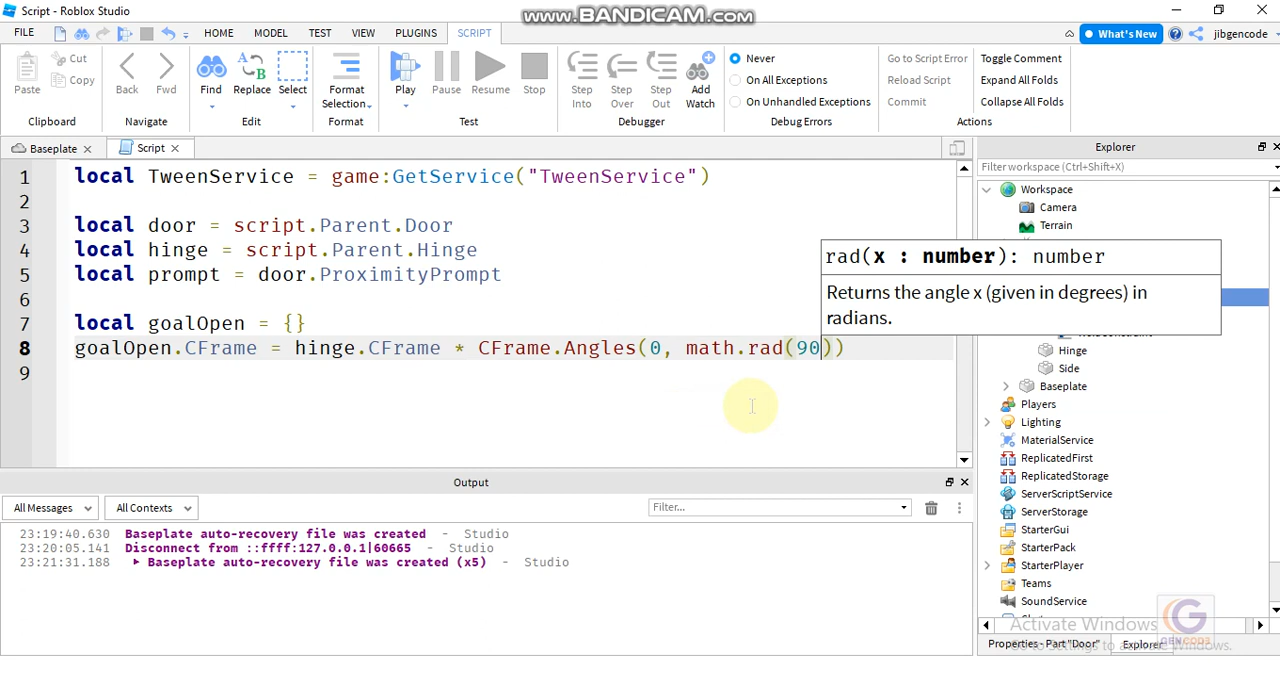 Script - Roblox Studio
www.BANDICAM.com
FILE HOME MODEL TEST VIEW PLUGINS SCRIPT What's New jibgencode
Paste Cut Copy Back Fwd Find Replace Select Format Selection Play Pause Resume Stop Step Into Step Over Step Out Add Watch
Never Go to Script Error Toggle Comment
On All Exceptions Reload Script Expand All Folds
On Unhandled Exceptions Commit Collapse All Folds
Clipboard Navigate Edit Format Test Debugger Debug Errors Actions
Baseplate Script Explorer
Filter workspace (Ctrl+Shift+X)
1 local TweenService = game:GetService("TweenService")
2
3 local door = script.Parent.Door
4 local hinge = script.Parent.Hinge
5 local prompt = door.ProximityPrompt
6
7 local goalOpen = {}
8 goalOpen.CFrame = hinge.CFrame * CFrame.Angles(0, math.rad(90))
9
rad(x : number): number
Returns the angle x (given in degrees) in
radians.
Workspace
Camera
Terrain
Hinge
Side
Baseplate
Players
Lighting
MaterialService
ReplicatedFirst
ReplicatedStorage
ServerScriptService
ServerStorage
StarterGui
StarterPack
StarterPlayer
Teams
SoundService
Output
All Messages All Contexts Filter...
23:19:40.630 Baseplate auto-recovery file was created - Studio
23:20:05.141 Disconnect from ::ffff:127.0.0.1|60665 - Studio
23:21:31.188 Baseplate auto-recovery file was created (x5) - Studio
Activate Windows
Go to Settings to activate Windows.
GENCODE
Properties - Part "Door" Explorer